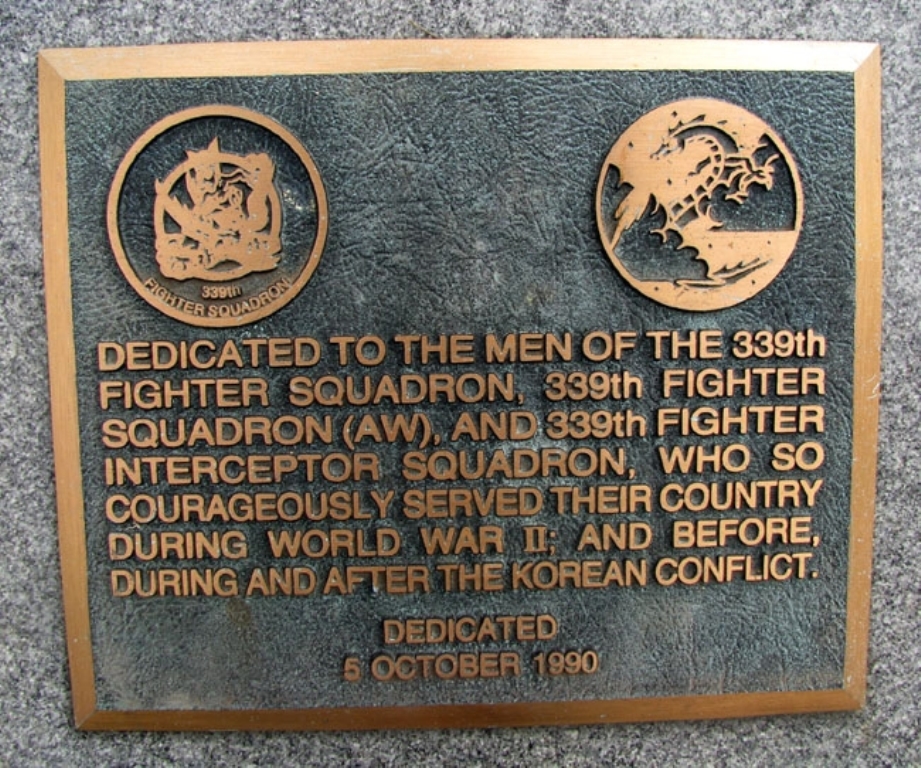 339th
FIGHTER SQUADRON
DEDICATED TO THE MEN OF THE 339th
FIGHTER SQUADRON, 339th FIGHTER
SQUADRON (AW), AND 339th FIGHTER
INTERCEPTOR SQUADRON, WHO SO
COURAGEOUSLY SERVED THEIR COUNTRY
DURING WORLD WAR II; AND BEFORE,
DURING AND AFTER THE KOREAN CONFLICT.
DEDICATED
5 OCTOBER 1990